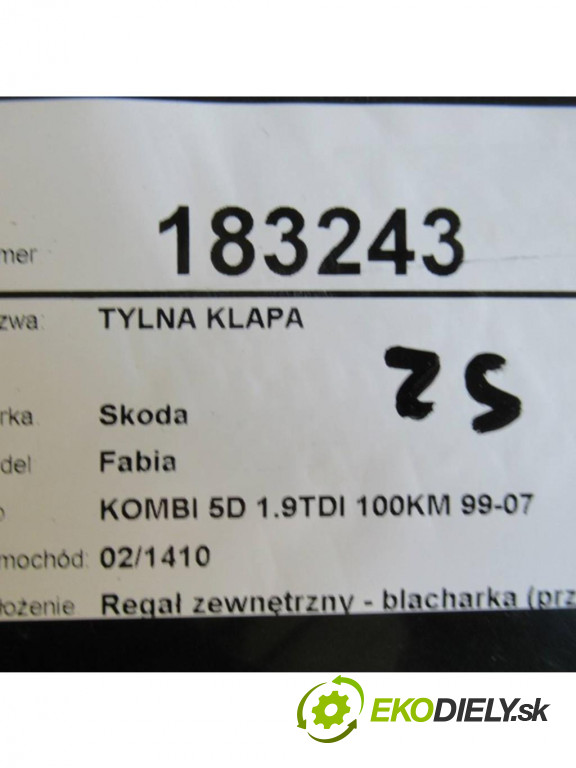 mer 183243
zwa: TYLNA KLAPA
ZS
rka Skoda
del Fabia
KOMBI 5D 1.9TDI 100KM 99-07
mochód: 02/1410
łożenie Regał zewnętrzny - blacharka (prz
EKODIELY.sk